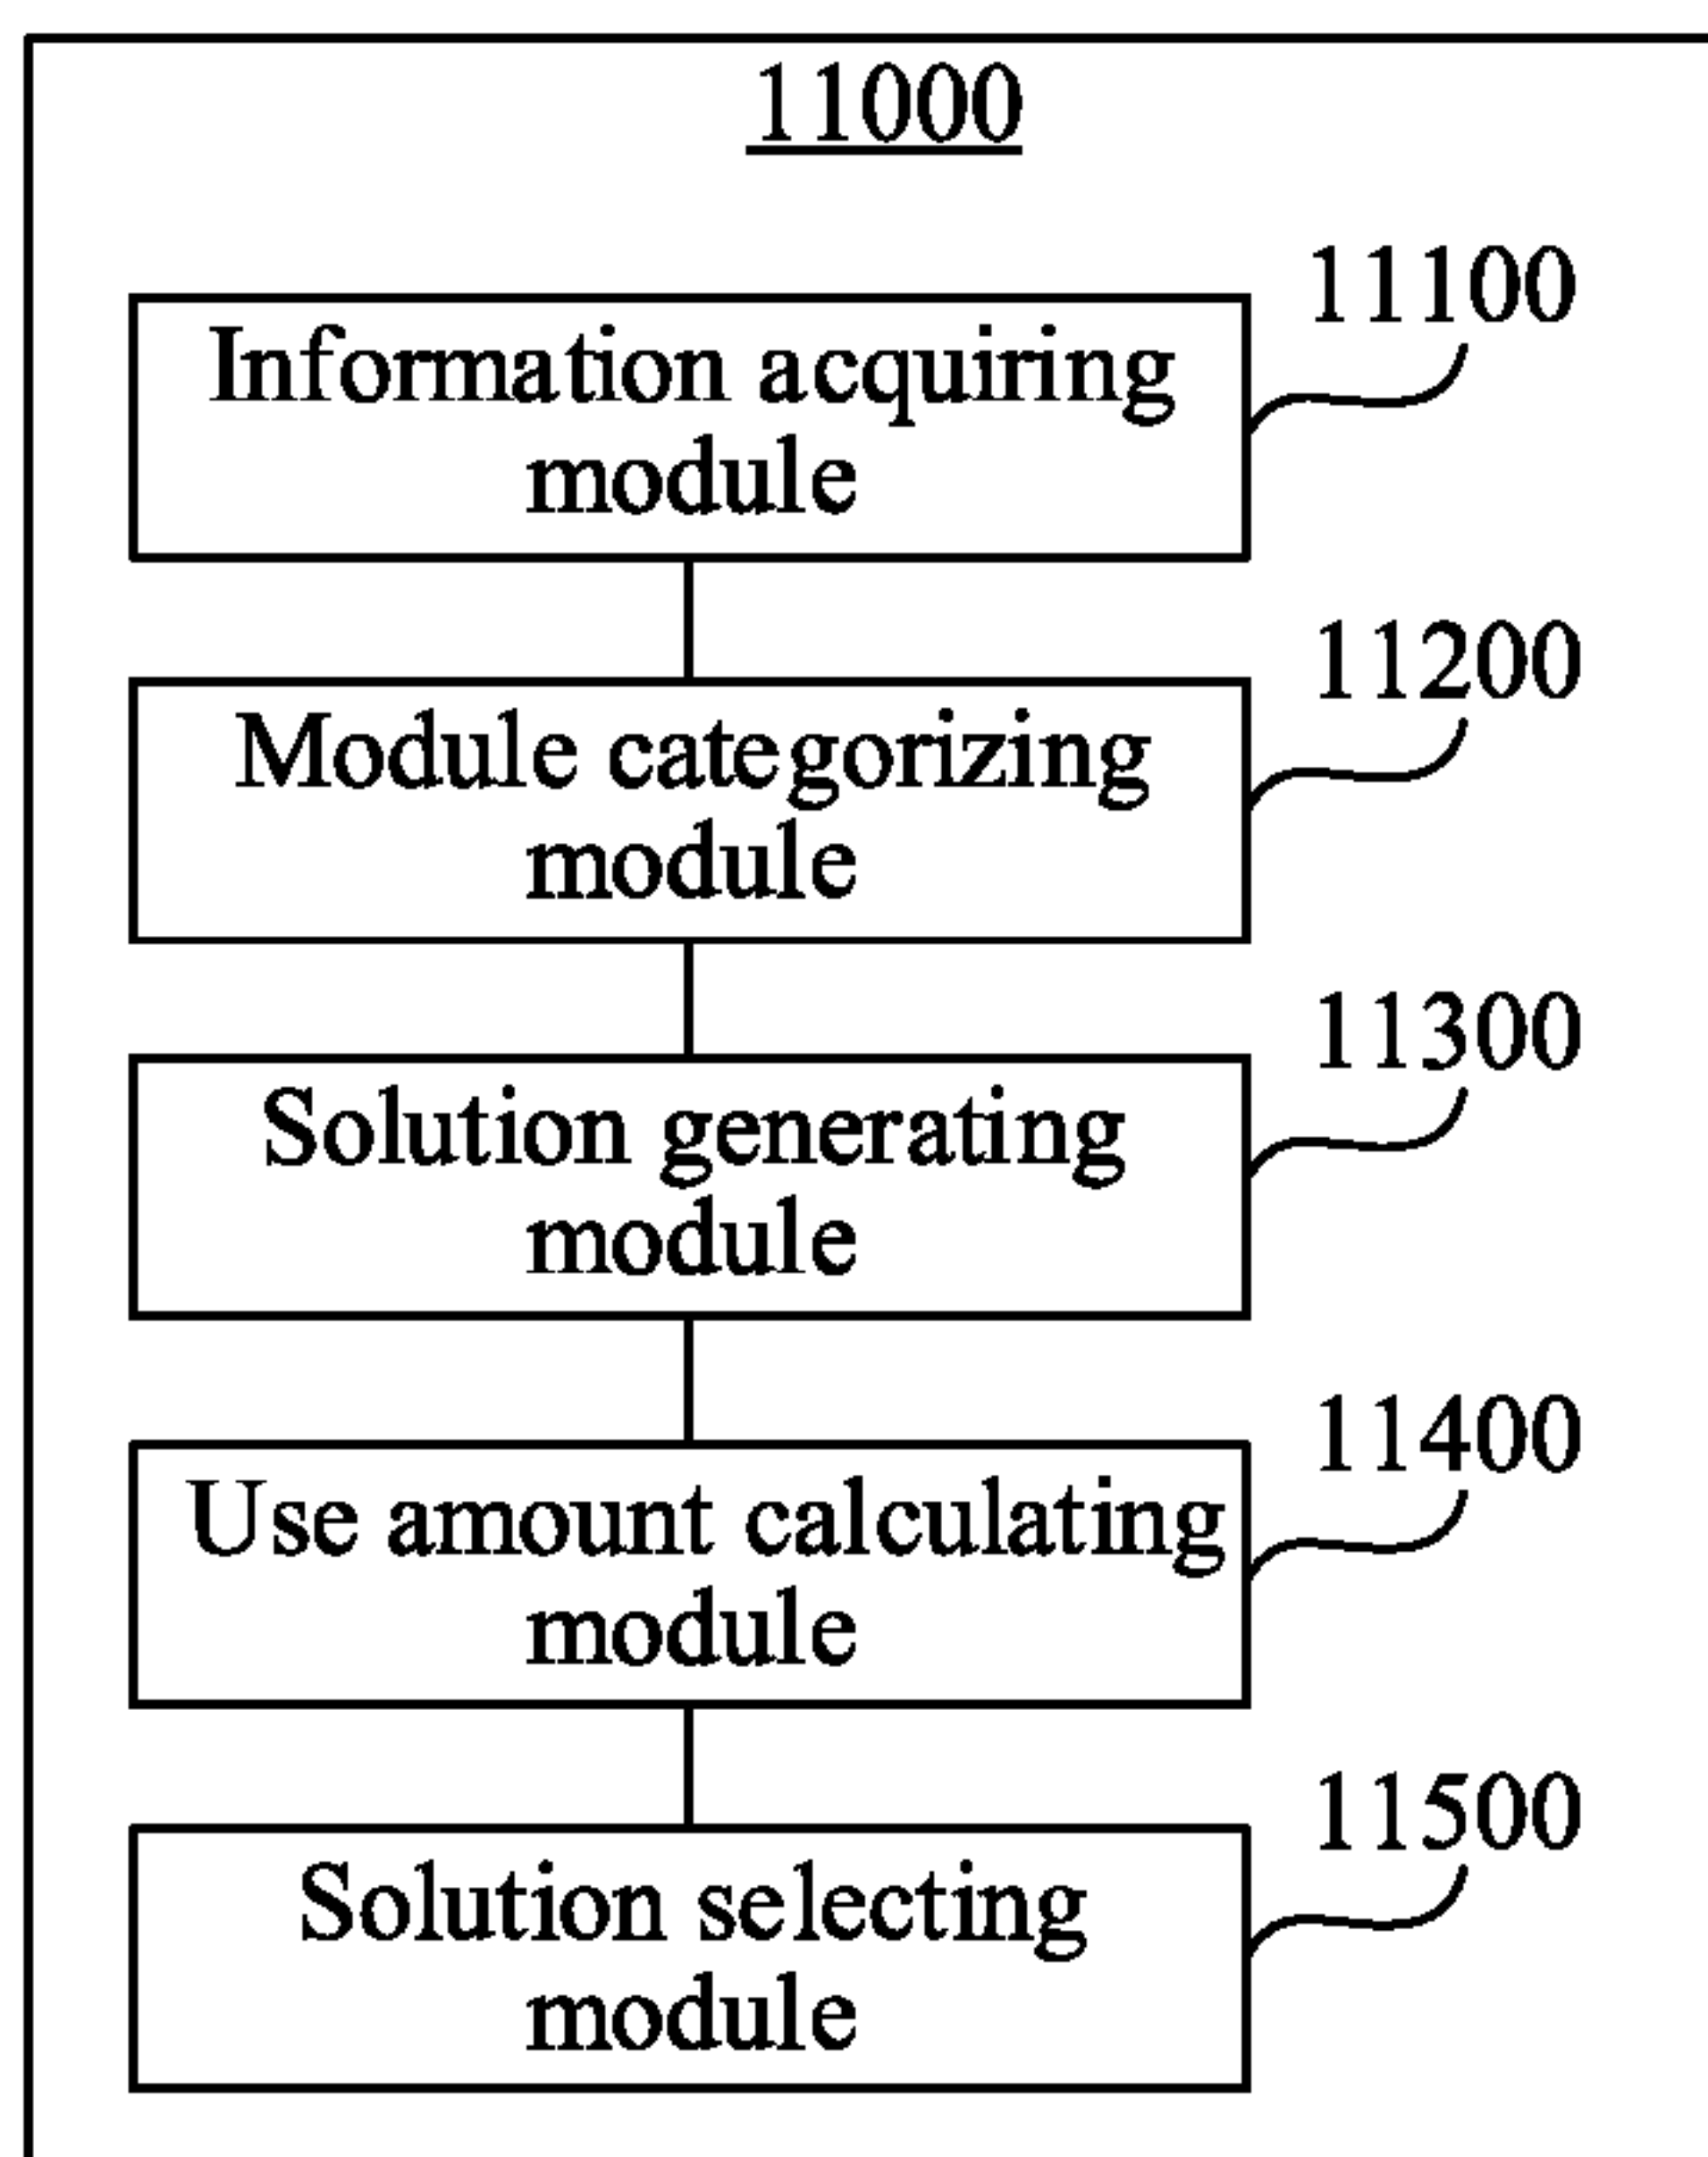 11000
11100
Information acquiring
module
11200
Module categorizing
module
11300
Solution generating
module
11400
Use amount calculating
module
11500
Solution selecting
module